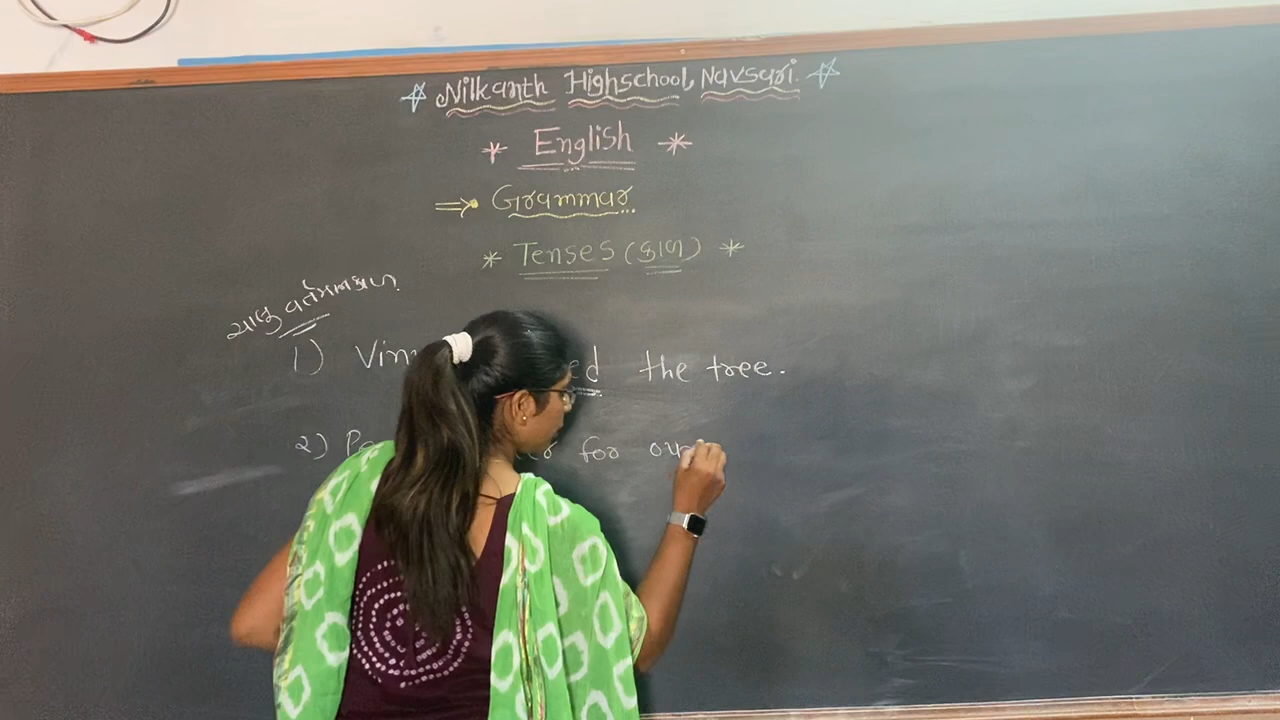 Nilkanth Highschool, Navsari.
* English *
⇒ Grammar
* Tenses (કાળ) *
ચાલુ વર્તમાનકાળ.
1) the tree.
2) for